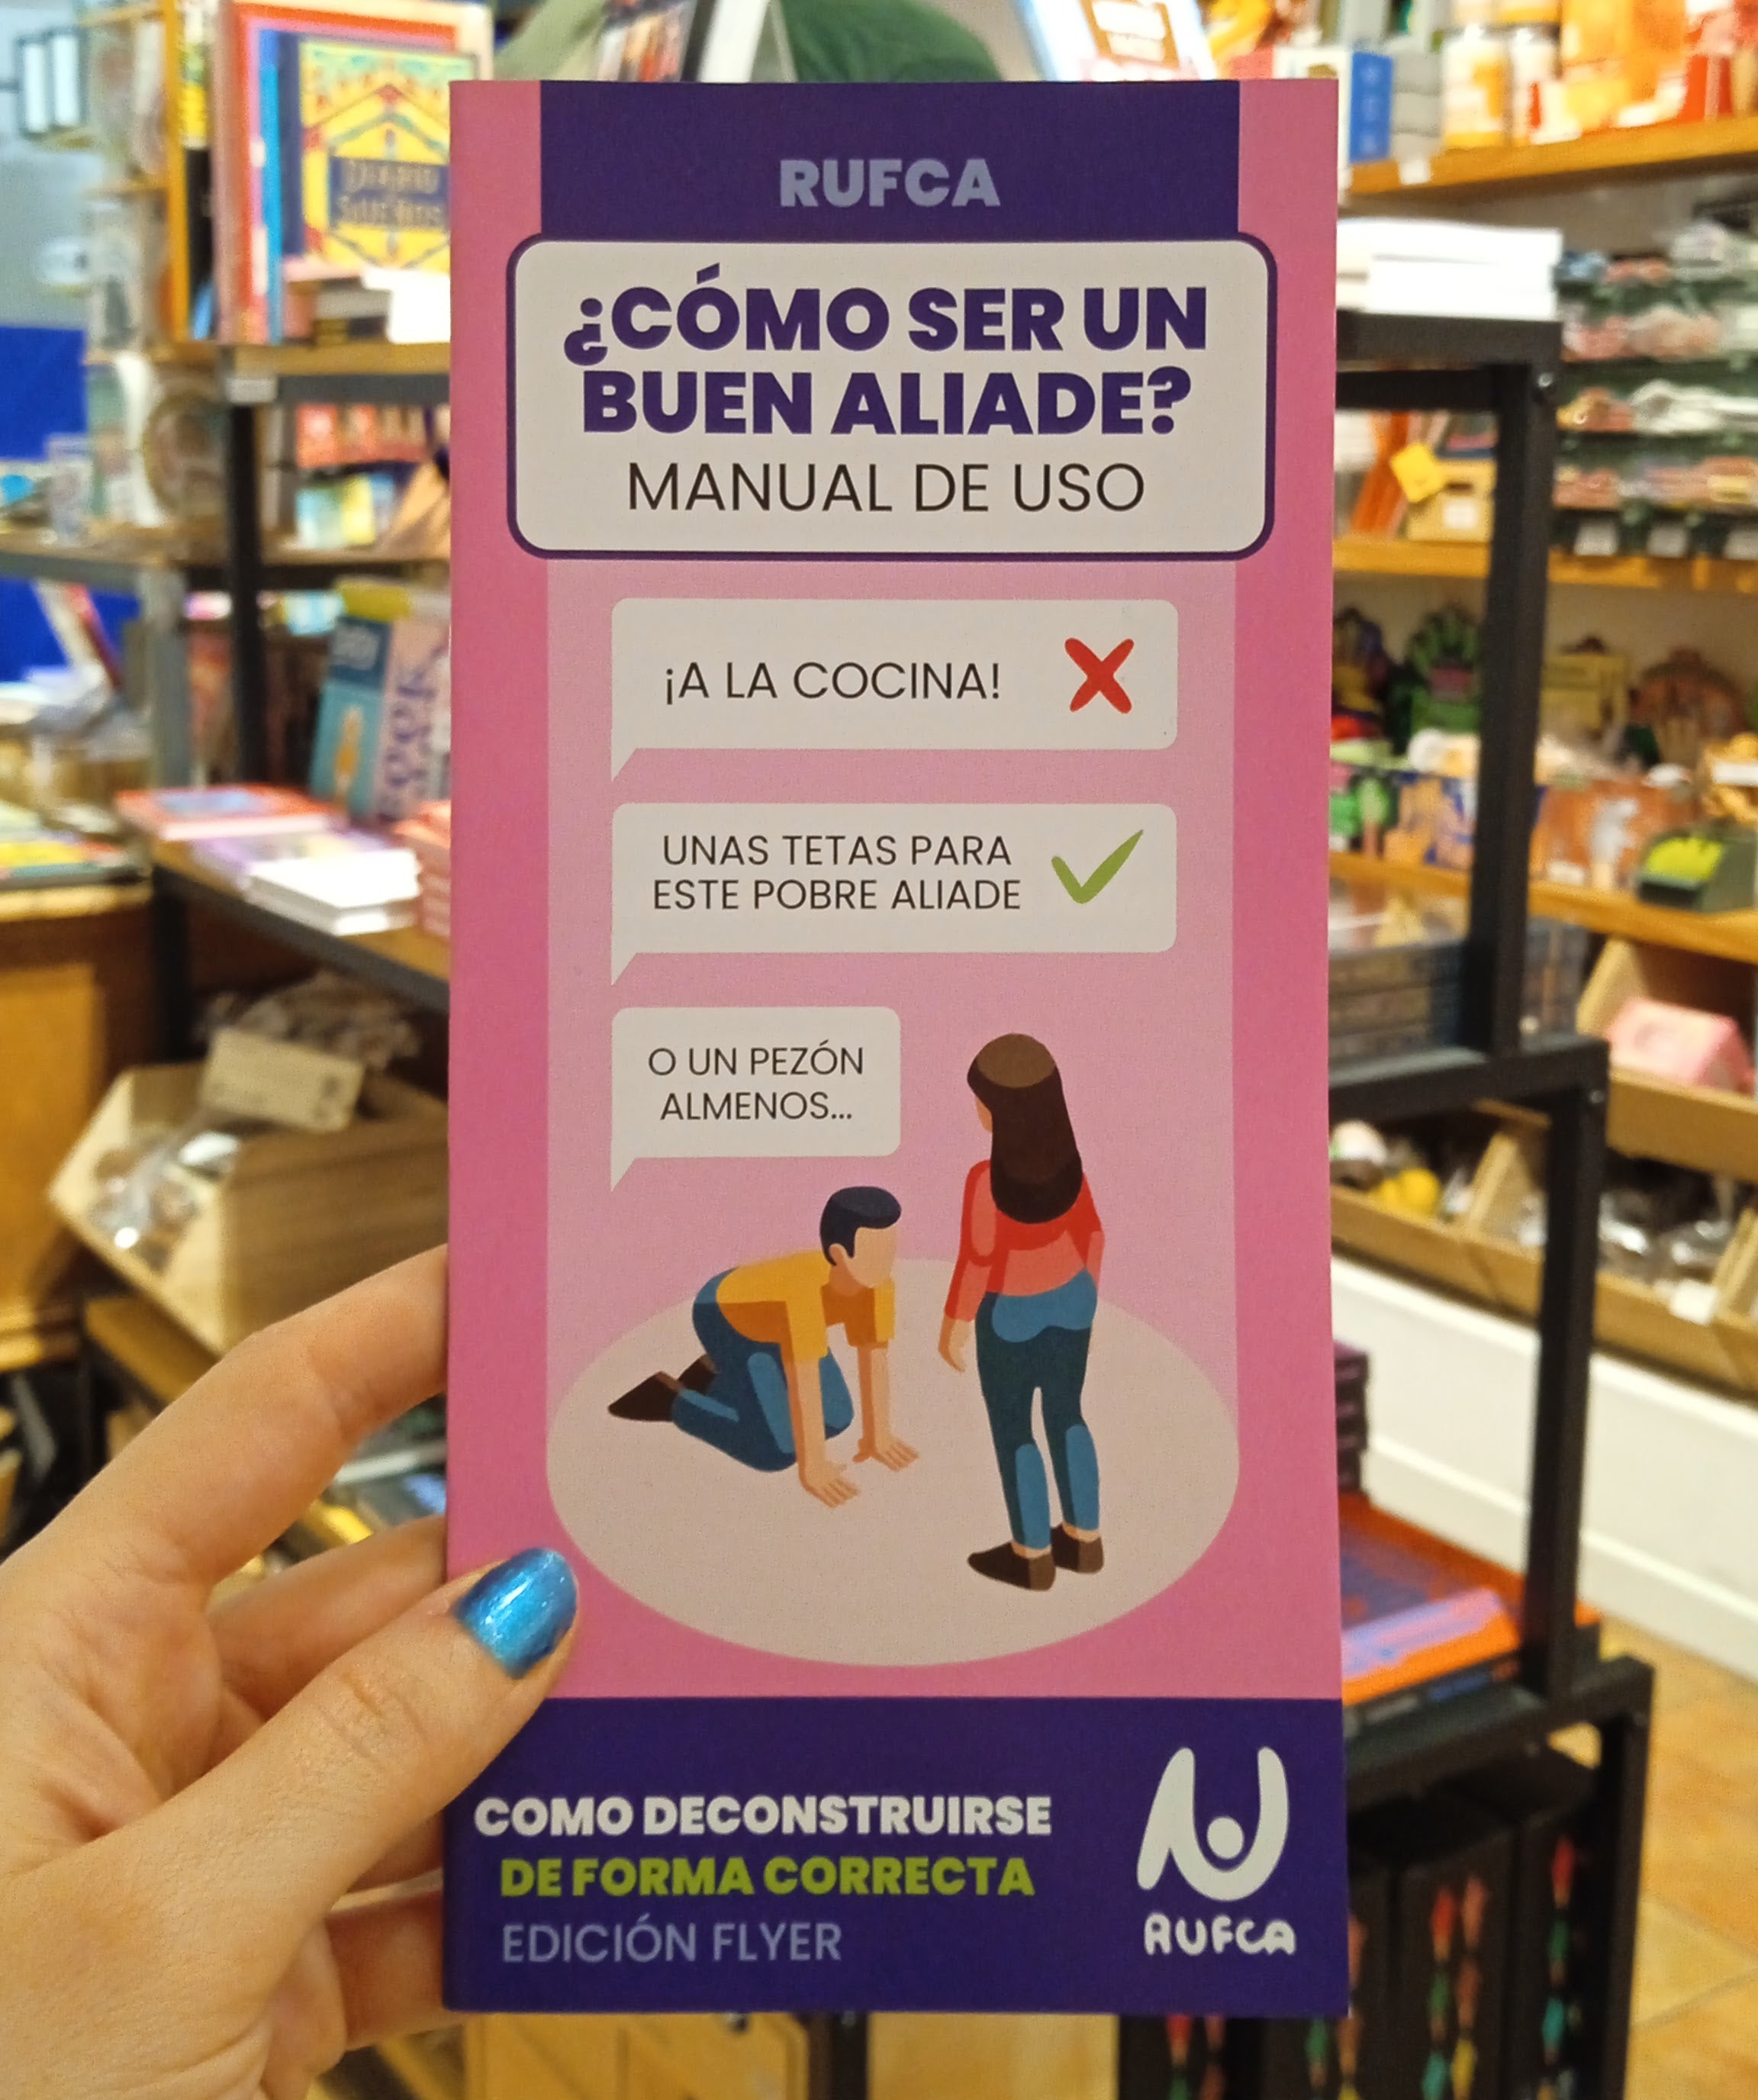 RUFCA
¿CÓMO SER UN
BUEN ALIADE?
MANUAL DE USO
¡A LA COCINA!
UNAS TETAS PARA
ESTE POBRE ALIADE
O UN PEZÓN
ALMENOS...
COMO DECONSTRUIRSE
DE FORMA CORRECTA
EDICIÓN FLYER
RUFCA